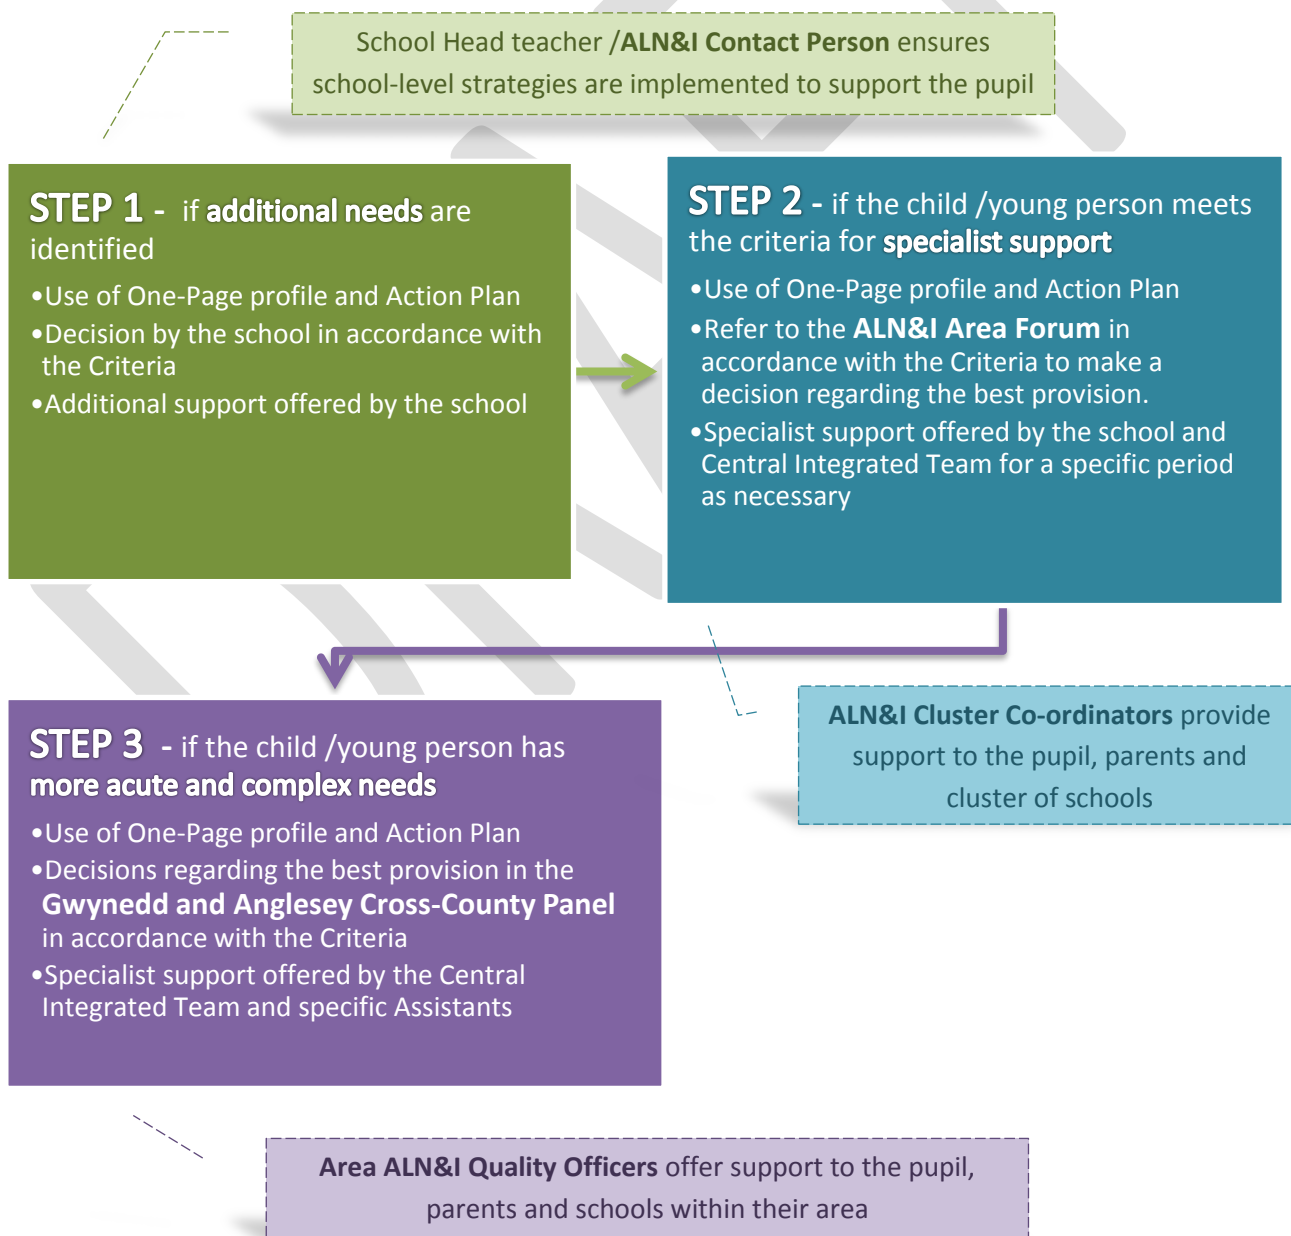 School Head teacher /ALN&I Contact Person ensures
school-level strategies are implemented to support the pupil
STEP 1 - if additional needs are
identified
•Use of One-Page profile and Action Plan
•Decision by the school in accordance with
the Criteria
•Additional support offered by the school
STEP 2 - if the child /young person meets
the criteria for specialist support
•Use of One-Page profile and Action Plan
•Refer to the ALN&I Area Forum in
accordance with the Criteria to make a
decision regarding the best provision.
•Specialist support offered by the school and
Central Integrated Team for a specific period
as necessary
ALN&I Cluster Co-ordinators provide
support to the pupil, parents and
cluster of schools
STEP 3 - if the child /young person has
more acute and complex needs
•Use of One-Page profile and Action Plan
•Decisions regarding the best provision in the
Gwynedd and Anglesey Cross-County Panel
in accordance with the Criteria
•Specialist support offered by the Central
Integrated Team and specific Assistants
Area ALN&I Quality Officers offer support to the pupil,
parents and schools within their area